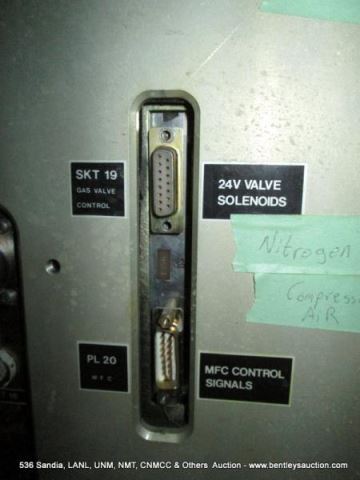 SKT 19
GAS VALVE
CONTROL
24V VALVE
SOLENOIDS
Nitrogen
Compress
AiR
PL 20
MFC
MFC CONTROL
SIGNALS
536 Sandia, LANL, UNM, NMT, CNMCC & Others Auction - www.bentleysauction.com